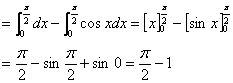 = ∫₀^{π/2} dx − ∫₀^{π/2} cos x dx = [x]₀^{π/2} − [sin x]₀^{π/2}
= π/2 − sin π/2 + sin 0 = π/2 − 1